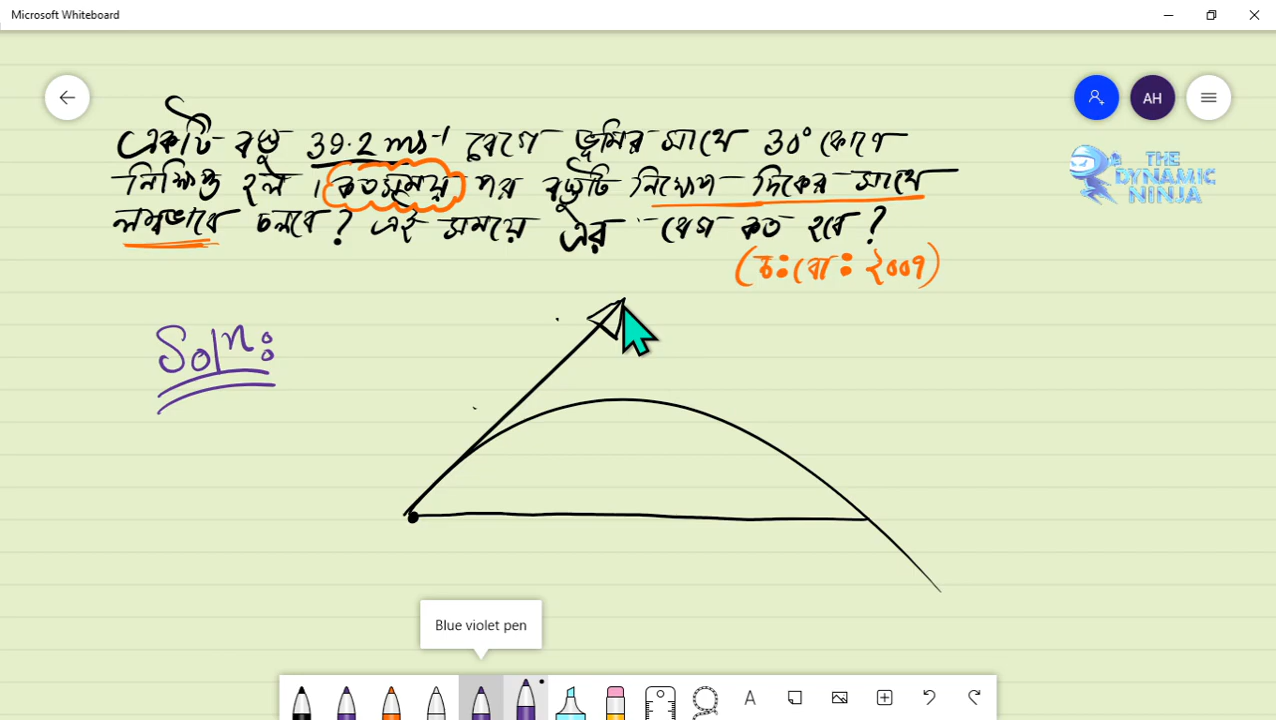 Microsoft Whiteboard
AH
একটি বস্তু 39.2 ms⁻¹ বেগে ভূমির সাথে 30° কোণে
নিক্ষিপ্ত হল । কতসময় পর বস্তুটি নিক্ষেপ দিকের সাথে
লম্বভাবে চলবে? এই সময়ে এর বেগ কত হবে?
(চঃবোঃ ২০০৭)
THE
DYNAMIC
NINJA
Solⁿ:
Blue violet pen
A